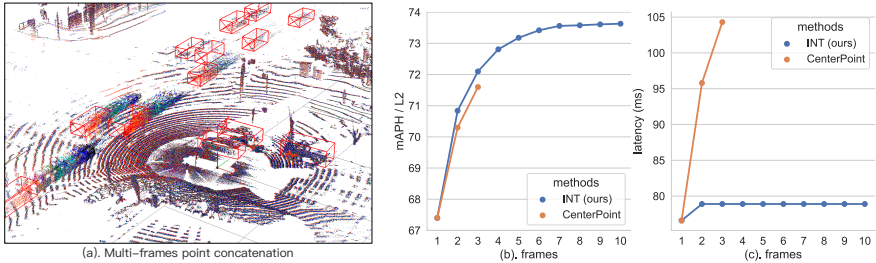 (a). Multi-frames point concatenation
mAPH / L2
74
73
72
71
70
69
68
67
1 2 3 4 5 6 7 8 9 10
(b). frames
methods
INT (ours)
CenterPoint
latency (ms)
105
100
95
90
85
80
1 2 3 4 5 6 7 8 9 10
(c). frames
methods
INT (ours)
CenterPoint